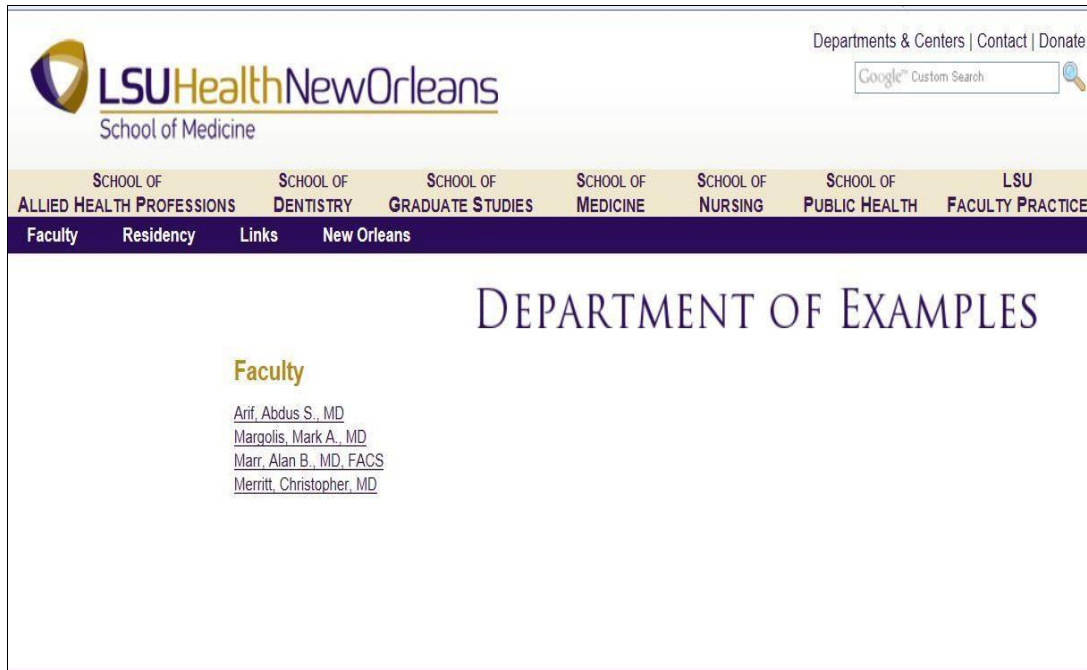 Departments & Centers | Contact | Donate
Google™ Custom Search
LSUHealthNewOrleans
School of Medicine
SCHOOL OF ALLIED HEALTH PROFESSIONS
SCHOOL OF DENTISTRY
SCHOOL OF GRADUATE STUDIES
SCHOOL OF MEDICINE
SCHOOL OF NURSING
SCHOOL OF PUBLIC HEALTH
LSU FACULTY PRACTICE
Faculty Residency Links New Orleans
DEPARTMENT OF EXAMPLES
Faculty
Arif, Abdus S., MD
Margolis, Mark A., MD
Marr, Alan B., MD, FACS
Merritt, Christopher, MD